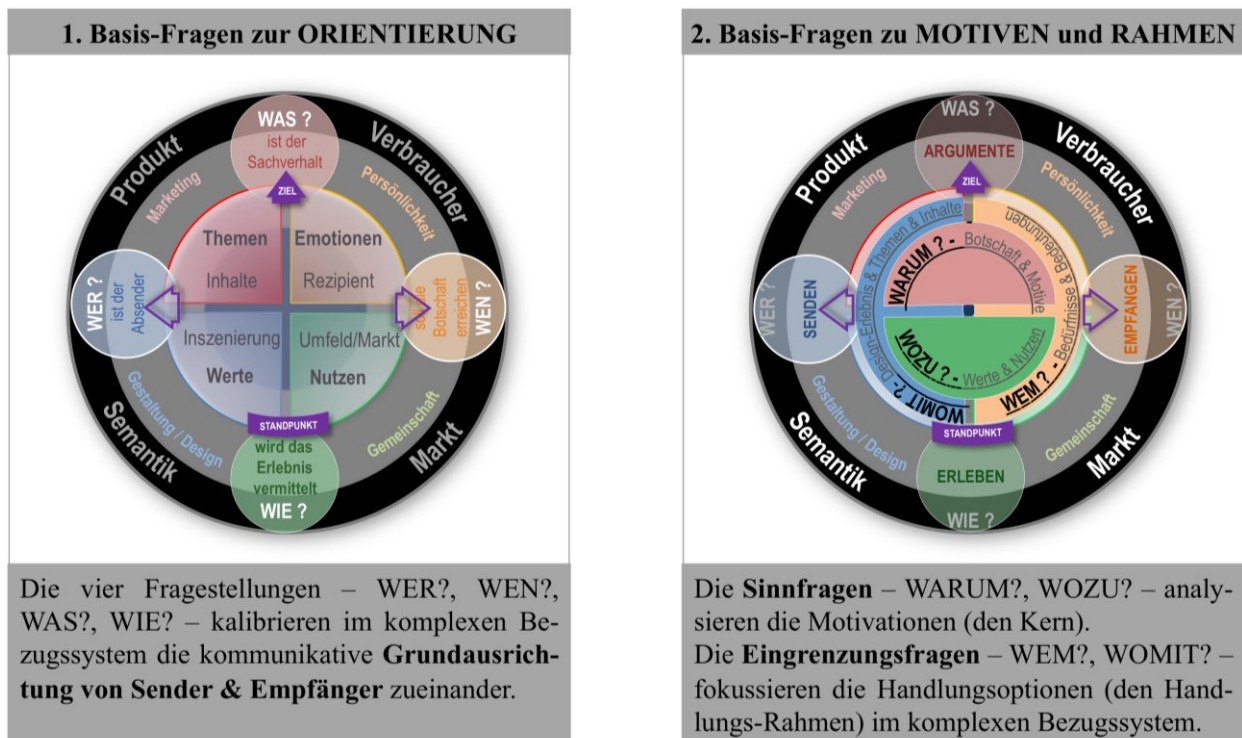 1. Basis-Fragen zur ORIENTIERUNG
WAS ?
ist der
Sachverhalt
ZIEL
Produkt
Verbraucher
Marketing
Persönlichkeit
Themen
Inhalte
Emotionen
Rezipient
WER ?
ist der
Absender
Botschaft
erreichen
WEN ?
Inszenierung
Werte
Umfeld/Markt
Nutzen
STANDPUNKT
wird das
Erlebnis
vermittelt
WIE ?
Gestaltung / Design
Gemeinschaft
Semantik
Markt
Die vier Fragestellungen – WER?, WEN?,
WAS?, WIE? – kalibrieren im komplexen Be-
zugssystem die kommunikative Grundausrich-
tung von Sender & Empfänger zueinander.
2. Basis-Fragen zu MOTIVEN und RAHMEN
WAS ?
ARGUMENTE
ZIEL
Produkt
Verbraucher
Marketing
Persönlichkeit
WARUM ? - Botschaft & Motive
WOZU ? - Werte & Nutzen
WOMIT ? - Design-Erlebnis & Themen & Inhalte
WEM ? - Bedürfnisse & Bedeutungen
WER ?
SENDEN
EMPFANGEN
WEN ?
STANDPUNKT
ERLEBEN
WIE ?
Gestaltung / Design
Gemeinschaft
Semantik
Markt
Die Sinnfragen – WARUM?, WOZU? – analy-
sieren die Motivationen (den Kern).
Die Eingrenzungsfragen – WEM?, WOMIT? –
fokussieren die Handlungsoptionen (den Hand-
lungs-Rahmen) im komplexen Bezugssystem.